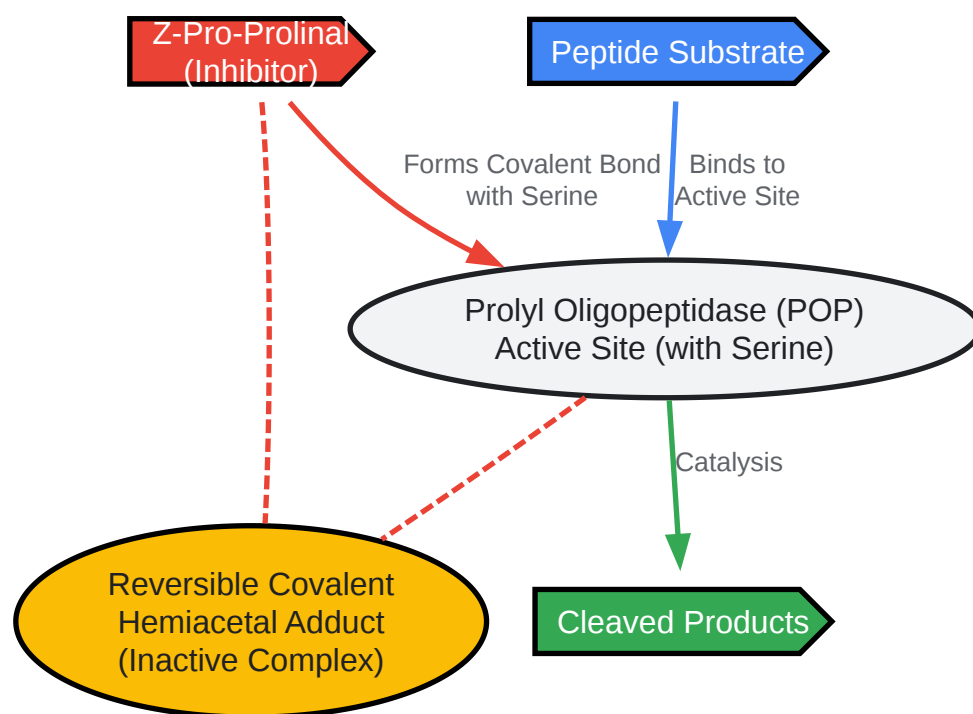 Z-Pro-Prolinal
(Inhibitor)
Peptide Substrate
Forms Covalent Bond
with Serine
Binds to
Active Site
Prolyl Oligopeptidase (POP)
Active Site (with Serine)
Catalysis
Reversible Covalent
Hemiacetal Adduct
(Inactive Complex)
Cleaved Products